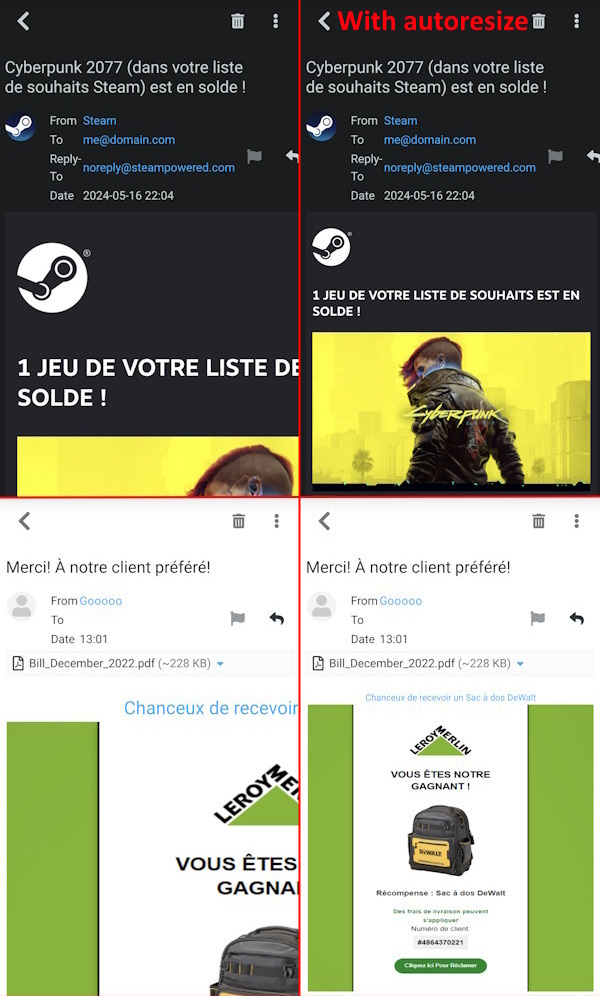 Cyberpunk 2077 (dans votre liste
de souhaits Steam) est en solde !
From Steam
To me@domain.com
Reply-
To noreply@steampowered.com
Date 2024-05-16 22:04
®
1 JEU DE VOTRE LISTE DE
SOLDE !
With autoresize
Cyberpunk 2077 (dans votre liste
de souhaits Steam) est en solde !
From Steam
To me@domain.com
Reply-
To noreply@steampowered.com
Date 2024-05-16 22:04
®
1 JEU DE VOTRE LISTE DE SOUHAITS EST EN
SOLDE !
Cyberpunk
Merci! À notre client préféré!
From Gooooo
To
Date 13:01
Bill_December_2022.pdf (~228 KB)
Chanceux de recevoir
LEROY MERLIN
VOUS ÊTES
GAGNA
Merci! À notre client préféré!
From Gooooo
To
Date 13:01
Bill_December_2022.pdf (~228 KB)
Chanceux de recevoir un Sac à dos DeWalt
LEROY MERLIN
VOUS ÊTES NOTRE
GAGNANT !
DEWALT
Récompense : Sac à dos DeWalt
Des frais de livraison peuvent
s'appliquer
Numéro de client:
#4864370221
Cliquez Ici Pour Réclamer